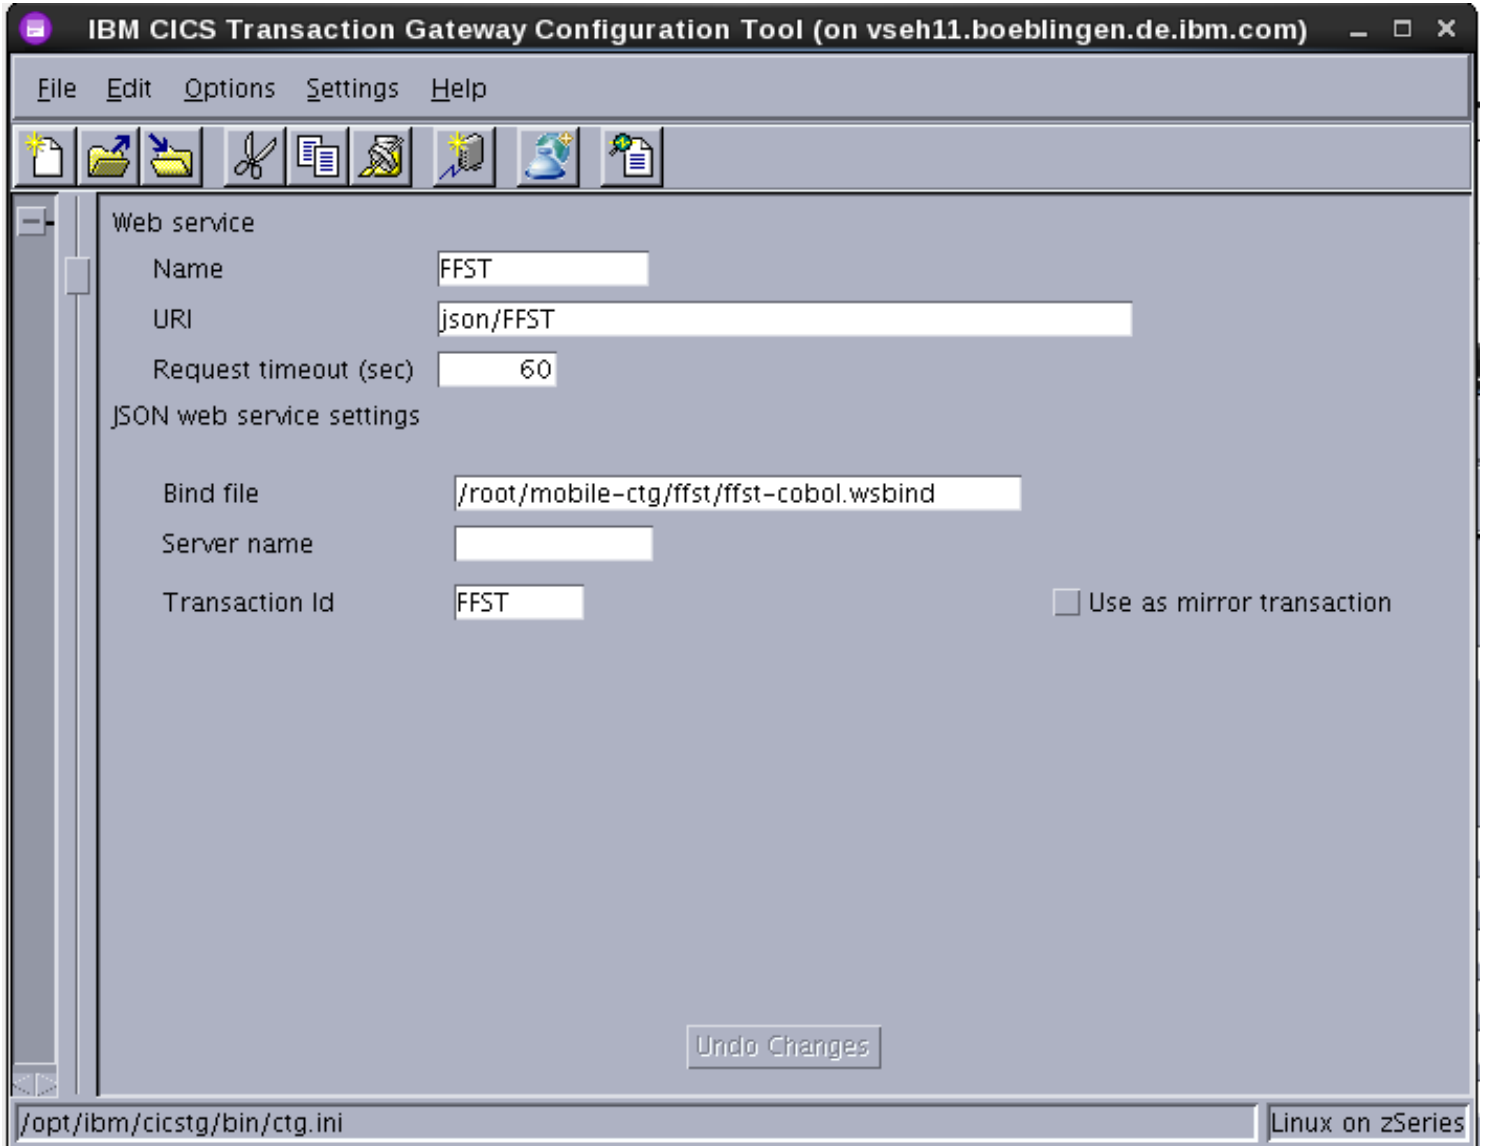 IBM CICS Transaction Gateway Configuration Tool (on vseh11.boeblingen.de.ibm.com)
File Edit Options Settings Help
Web service
Name FFST
URI json/FFST
Request timeout (sec) 60
JSON web service settings
Bind file /root/mobile-ctg/ffst/ffst-cobol.wsbind
Server name
Transaction Id FFST Use as mirror transaction
Undo Changes
/opt/ibm/cicstg/bin/ctg.ini Linux on zSeries